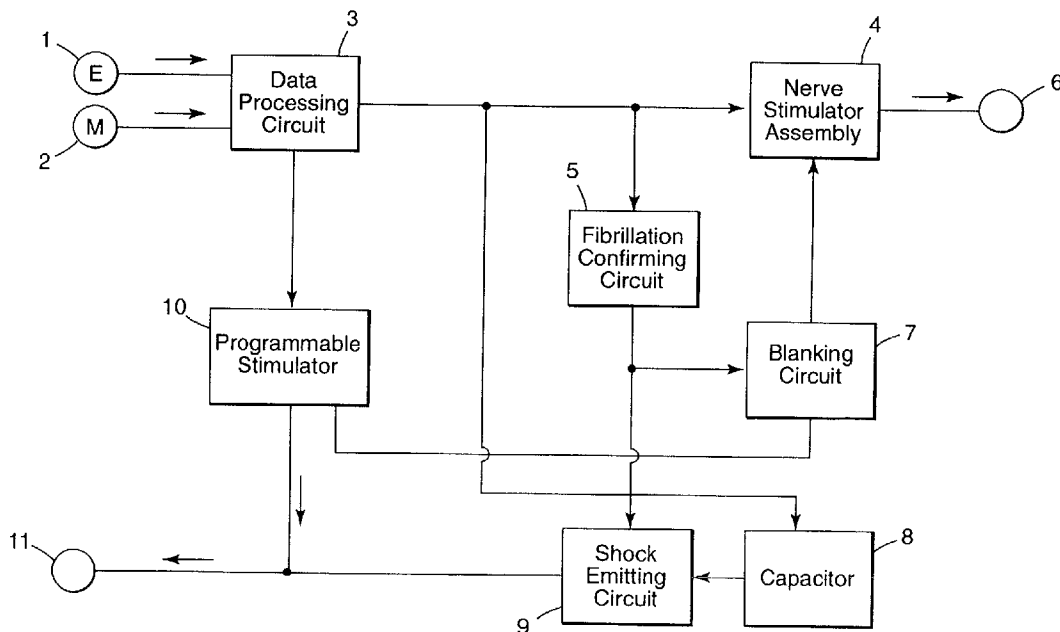 1
E
M
2
3
Data
Processing
Circuit
4
Nerve
Stimulator
Assembly
6
5
Fibrillation
Confirming
Circuit
10
Programmable
Stimulator
Blanking
Circuit
7
11
Shock
Emitting
Circuit
9
Capacitor
8